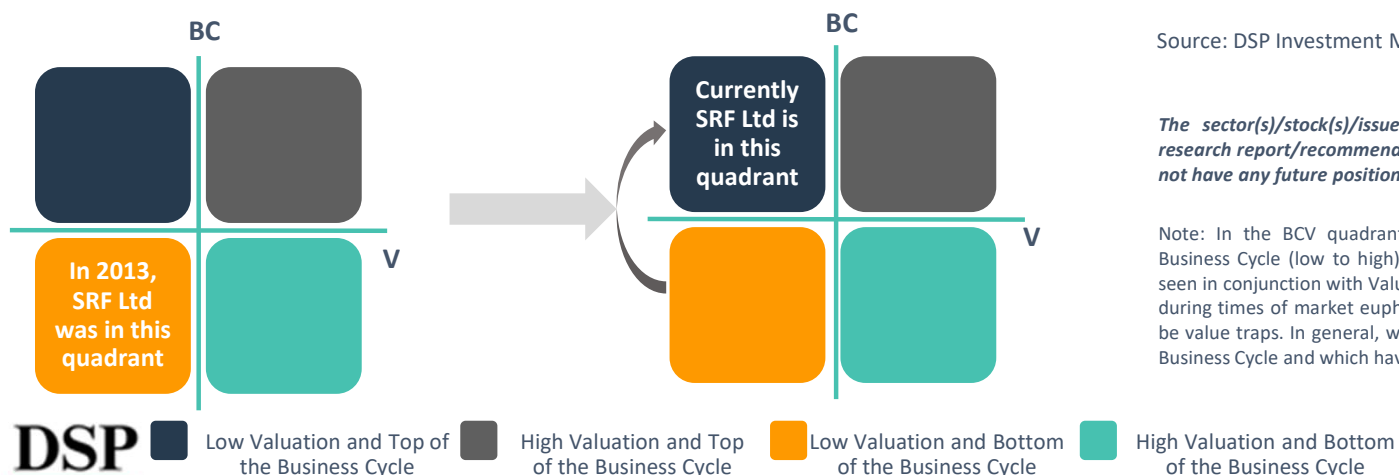 BC
In 2013,
SRF Ltd
was in this
quadrant
V
BC
Currently
SRF Ltd is
in this
quadrant
V
Source: DSP Investment M
The sector(s)/stock(s)/issue
research report/recommend
not have any future position
Note: In the BCV quadrant
Business Cycle (low to high)
seen in conjunction with Valu
during times of market euph
be value traps. In general, w
Business Cycle and which hav
DSP
Low Valuation and Top of
the Business Cycle
High Valuation and Top
of the Business Cycle
Low Valuation and Bottom
of the Business Cycle
High Valuation and Bottom
of the Business Cycle